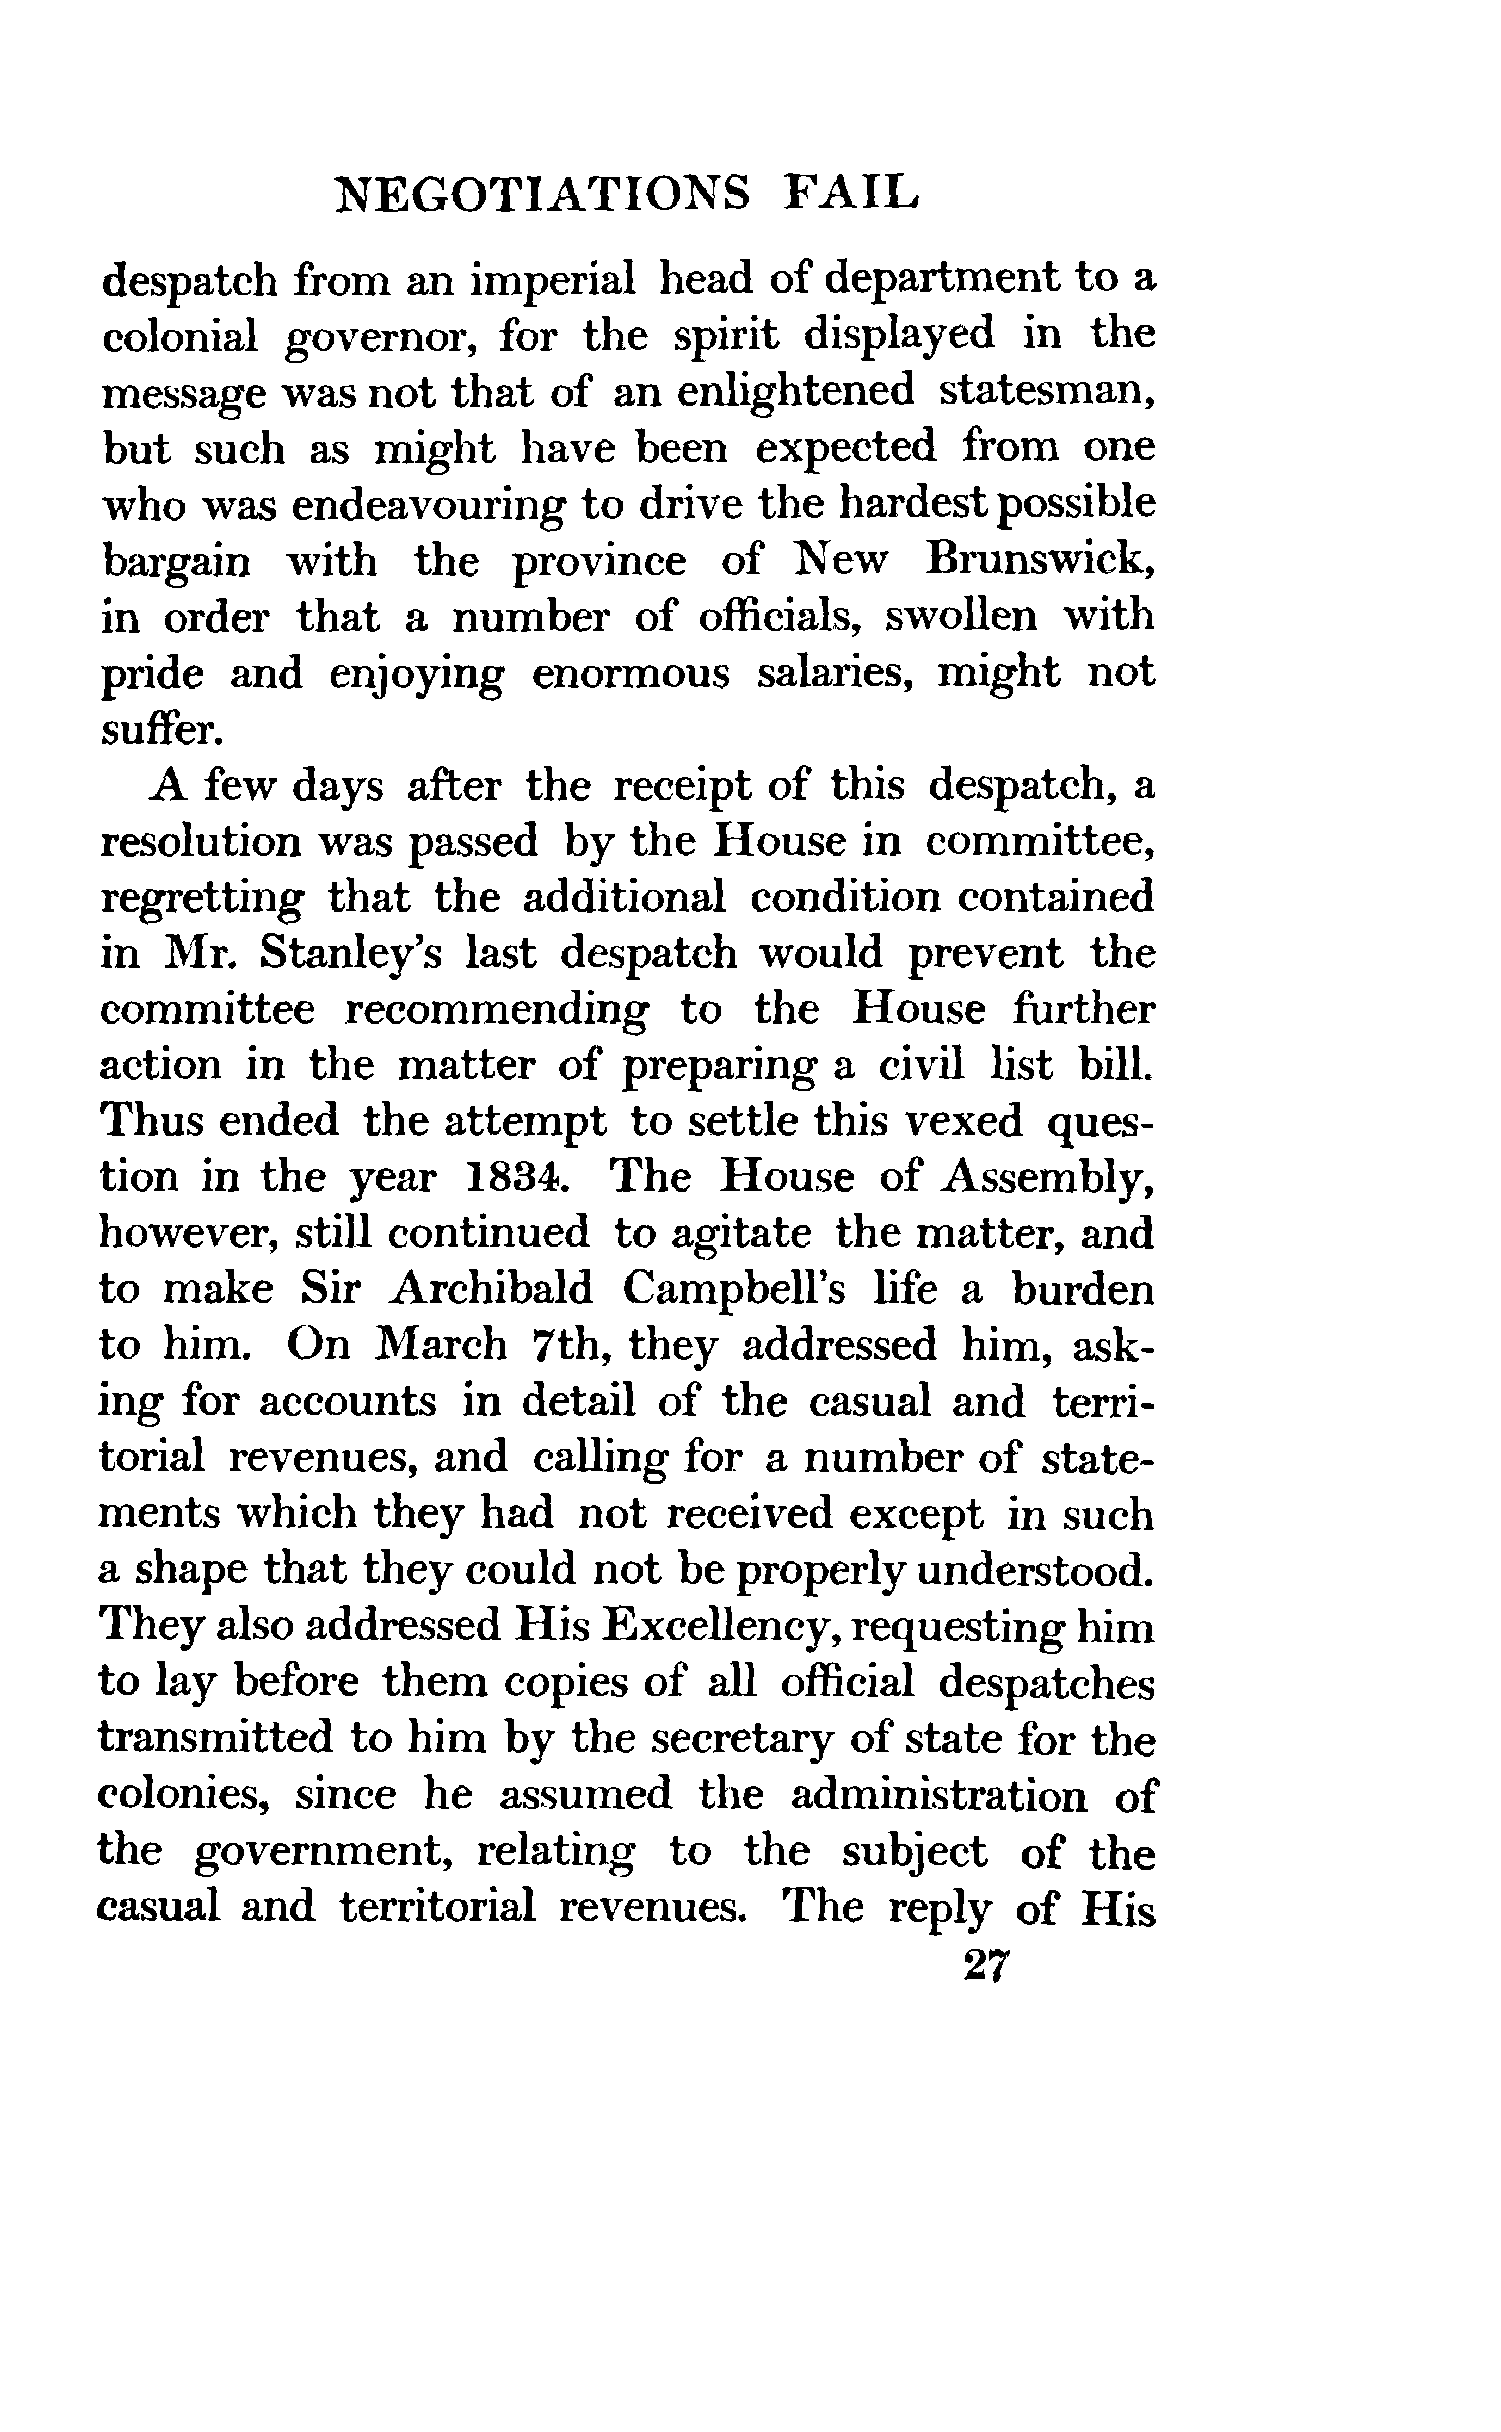 NEGOTIATIONS FAIL
despatch from an imperial head of department to a
colonial governor, for the spirit displayed in the
message was not that of an enlightened statesman,
but such as might have been expected from one
who was endeavouring to drive the hardest possible
bargain with the province of New Brunswick,
in order that a number of officials, swollen with
pride and enjoying enormous salaries, might not
suffer.
A few days after the receipt of this despatch, a
resolution was passed by the House in committee,
regretting that the additional condition contained
in Mr. Stanley's last despatch would prevent the
committee recommending to the House further
action in the matter of preparing a civil list bill.
Thus ended the attempt to settle this vexed ques-
tion in the year 1834. The House of Assembly,
however, still continued to agitate the matter, and
to make Sir Archibald Campbell's life a burden
to him. On March 7th, they addressed him, ask-
ing for accounts in detail of the casual and terri-
torial revenues, and calling for a number of state-
ments which they had not received except in such
a shape that they could not be properly understood.
They also addressed His Excellency, requesting him
to lay before them copies of all official despatches
transmitted to him by the secretary of state for the
colonies, since he assumed the administration of
the government, relating to the subject of the
casual and territorial revenues. The reply of His
27